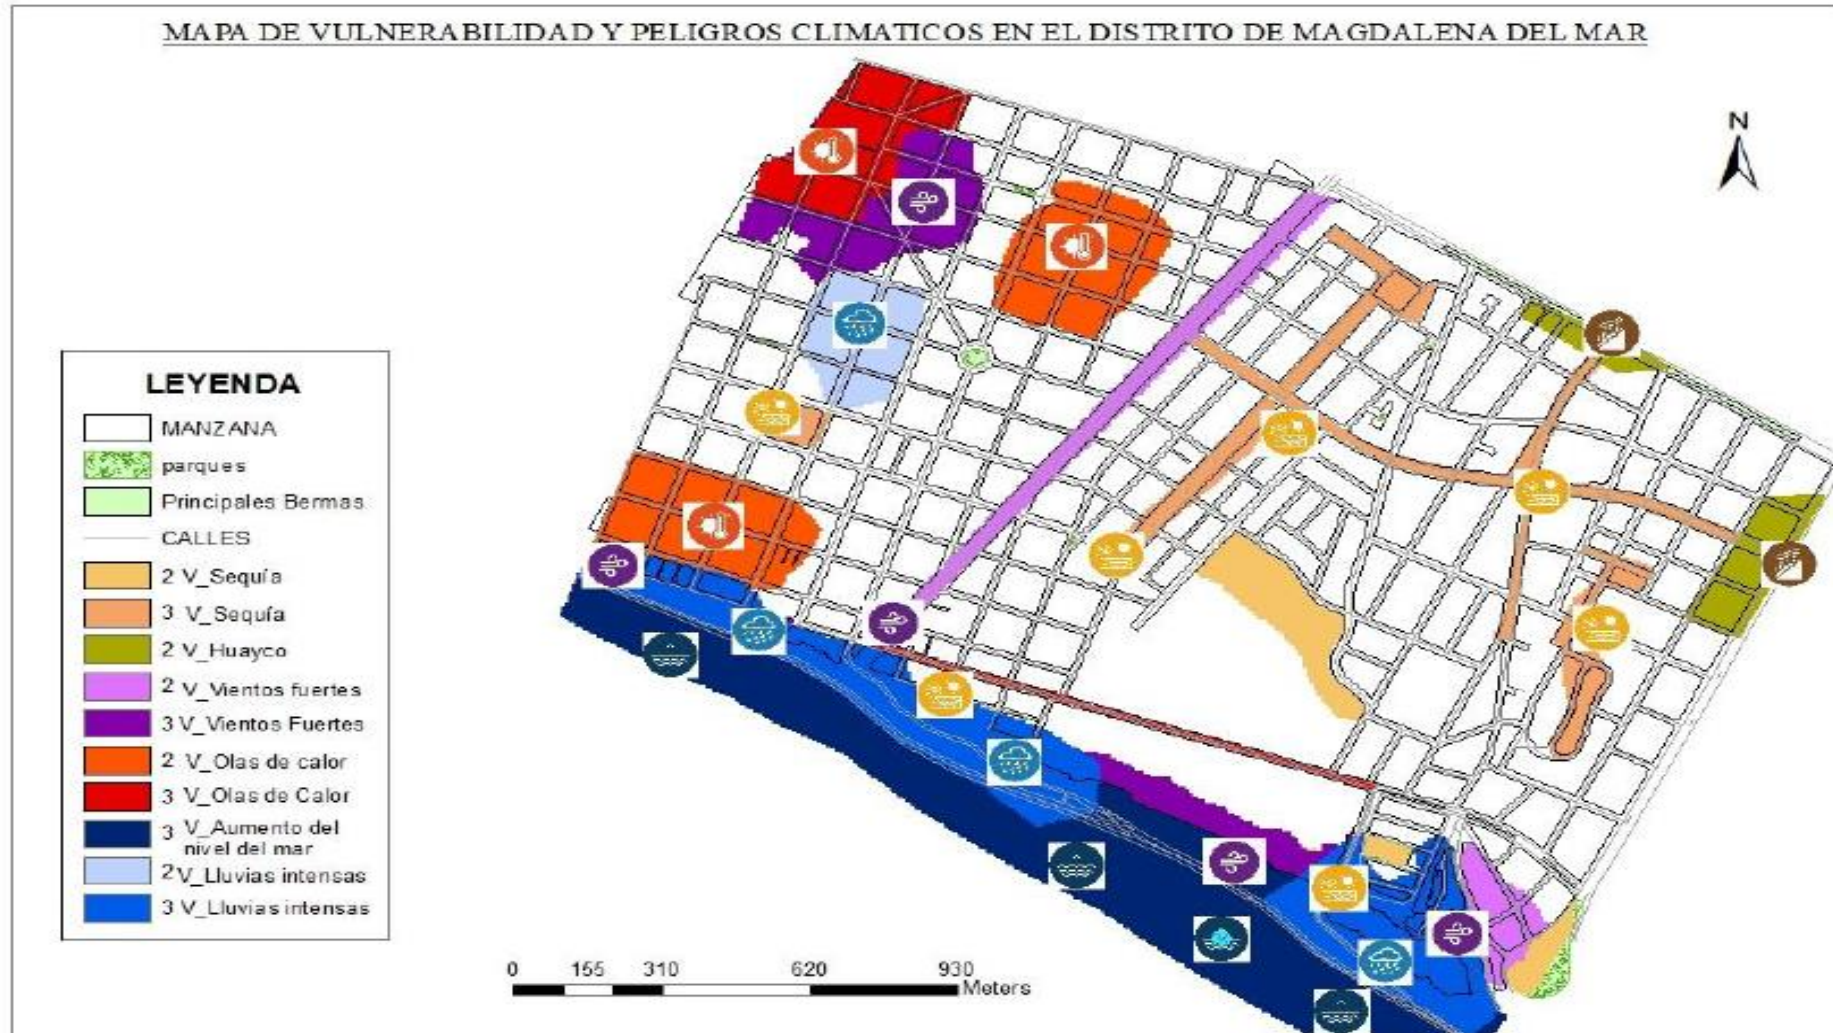 MAPA DE VULNERABILIDAD Y PELIGROS CLIMATICOS EN EL DISTRITO DE MAGDALENA DEL MAR
N
LEYENDA
MANZANA
parques
Principales Bermas
CALLES
2 V_Sequía
3 V_Sequía
2 V_Huayco
2 V_Vientos fuertes
3 V_Vientos Fuertes
2 V_Olas de calor
3 V_Olas de Calor
3 V_Aumento del
nivel del mar
2 V_Lluvias intensas
3 V_Lluvias intensas
0 155 310 620 930
Meters